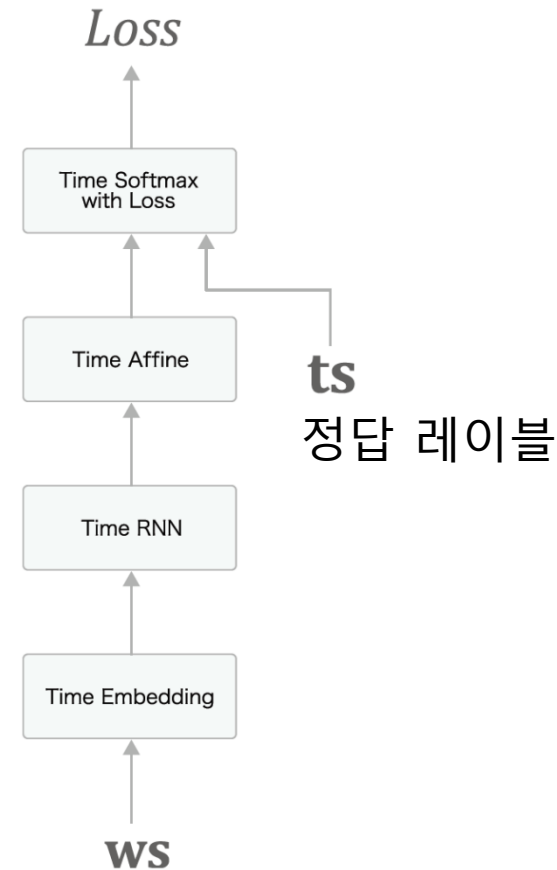 Loss
Time Softmax
with Loss
Time Affine
ts
정답 레이블
Time RNN
Time Embedding
ws